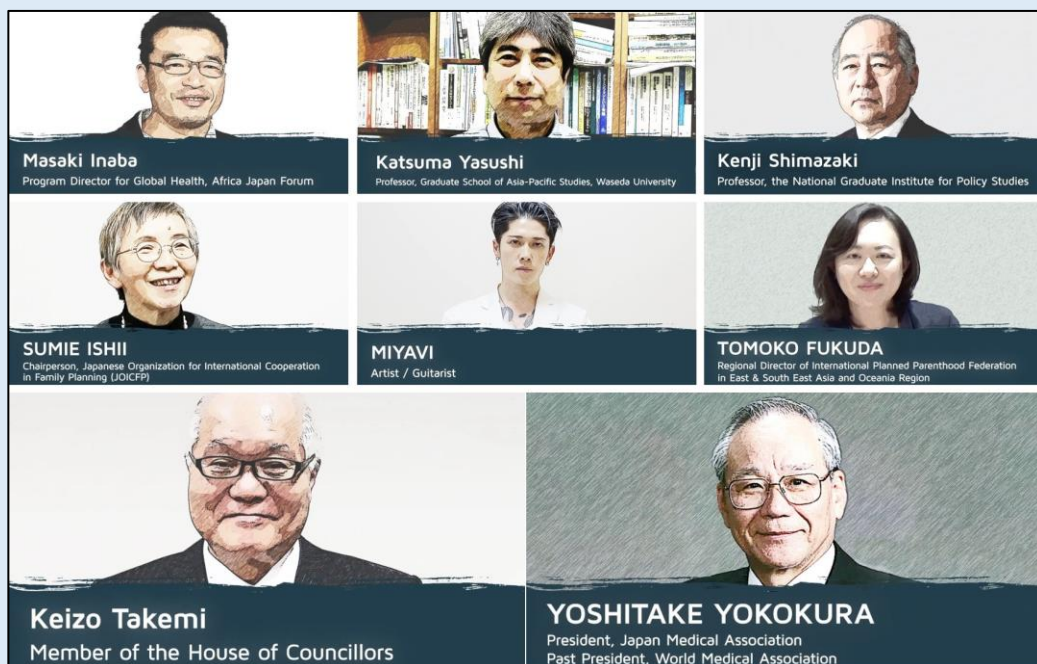 Masaki Inaba
Program Director for Global Health, Africa Japan Forum
Katsuma Yasushi
Professor, Graduate School of Asia-Pacific Studies, Waseda University
Kenji Shimazaki
Professor, the National Graduate Institute for Policy Studies
SUMIE ISHII
Chairperson, Japanese Organization for International Cooperation
in Family Planning (JOICFP)
MIYAVI
Artist / Guitarist
TOMOKO FUKUDA
Regional Director of International Planned Parenthood Federation
in East & South East Asia and Oceania Region
Keizo Takemi
Member of the House of Councillors
YOSHITAKE YOKOKURA
President, Japan Medical Association
Past President, World Medical Association